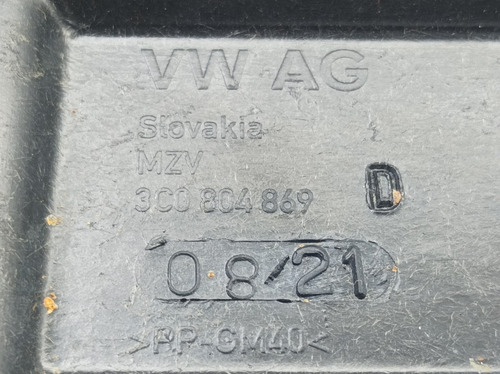 VW AG
Slovakia
MZV
3C0 804 869 D
08/21
>PP-GM40<